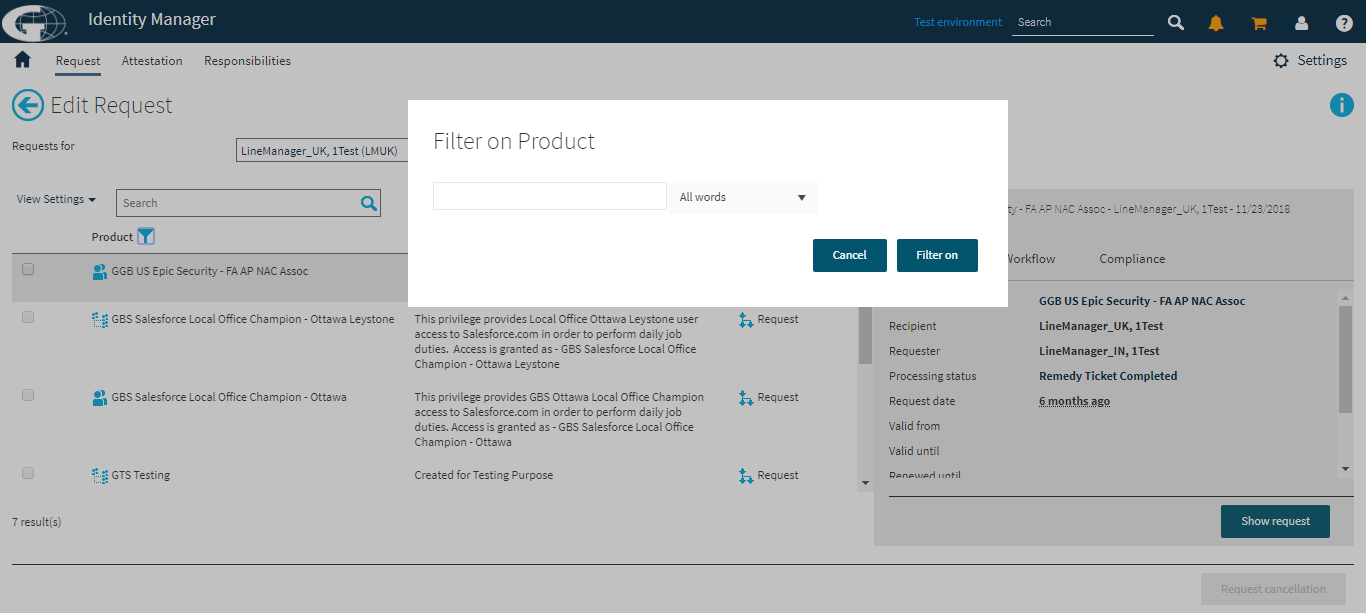 Identity Manager
Test environment
Search
Request
Attestation
Responsibilities
Settings
Edit Request
Requests for
LineManager_UK, 1Test (LMUK)
View Settings
Search
Product
Filter on Product
All words
Cancel
Filter on
GGB US Epic Security - FA AP NAC Assoc
GBS Salesforce Local Office Champion - Ottawa Leystone
This privilege provides Local Office Ottawa Leystone user
access to Salesforce.com in order to perform daily job
duties. Access is granted as - GBS Salesforce Local Office
Champion - Ottawa Leystone
Request
GBS Salesforce Local Office Champion - Ottawa
This privilege provides GBS Ottawa Local Office Champion
access to Salesforce.com in order to perform daily job
duties. Access is granted as - GBS Salesforce Local Office
Champion - Ottawa
Request
GTS Testing
Created for Testing Purpose
Request
7 result(s)
ty - FA AP NAC Assoc - LineManager_UK, 1Test - 11/23/2018
Workflow
Compliance
GGB US Epic Security - FA AP NAC Assoc
Recipient
LineManager_UK, 1Test
Requester
LineManager_IN, 1Test
Processing status
Remedy Ticket Completed
Request date
6 months ago
Valid from
Valid until
Renewed until
Show request
Request cancellation